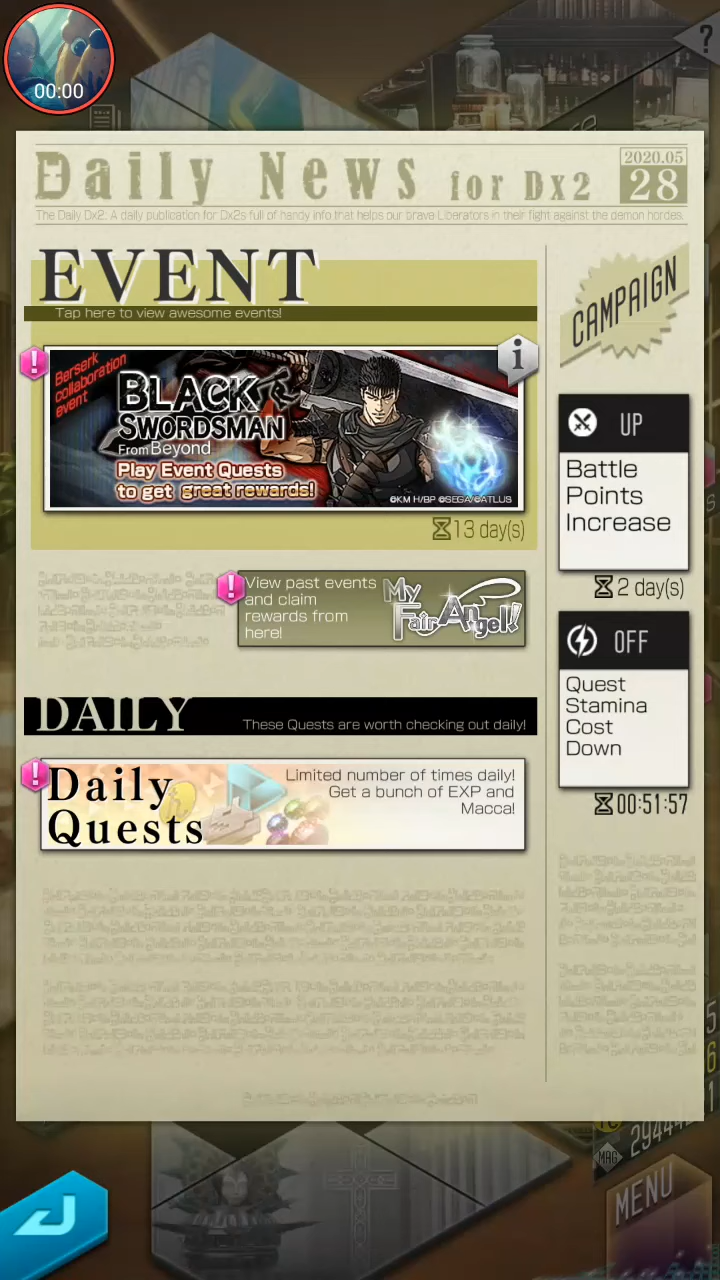 00:00
?
Daily News for Dx2
2020.05
28
The Daily Dx2: A daily publication for Dx2s full of handy info that helps our brave Liberators in their fight against the demon hordes.
EVENT
Tap here to view awesome events!
!
i
Berserk
collaboration
event
BLACK
SWORDSMAN
From Beyond
Play Event Quests
to get great rewards!
©KM H/BP ©SEGA/©ATLUS
13 day(s)
!
View past events
and claim
rewards from
here!
My
Fair Angel!
DAILY
These Quests are worth checking out daily!
!
Daily
Quests
Limited number of times daily!
Get a bunch of EXP and
Macca!
CAMPAIGN
UP
Battle
Points
Increase
2 day(s)
OFF
Quest
Stamina
Cost
Down
00:51:57
MAG
MENU